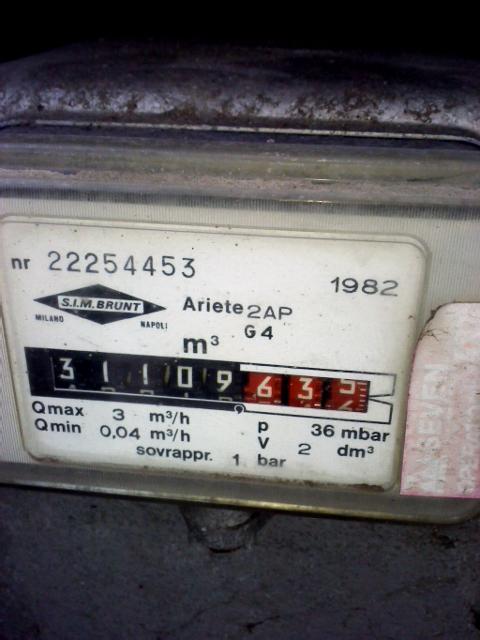 nr 22254453
1982
S.I.M. BRUNT
MILANO NAPOLI
Ariete 2AP
G4
m³
31109 63
Qmax 3 m³/h
Qmin 0,04 m³/h
p 36 mbar
V 2 dm³
sovrappr. 1 bar